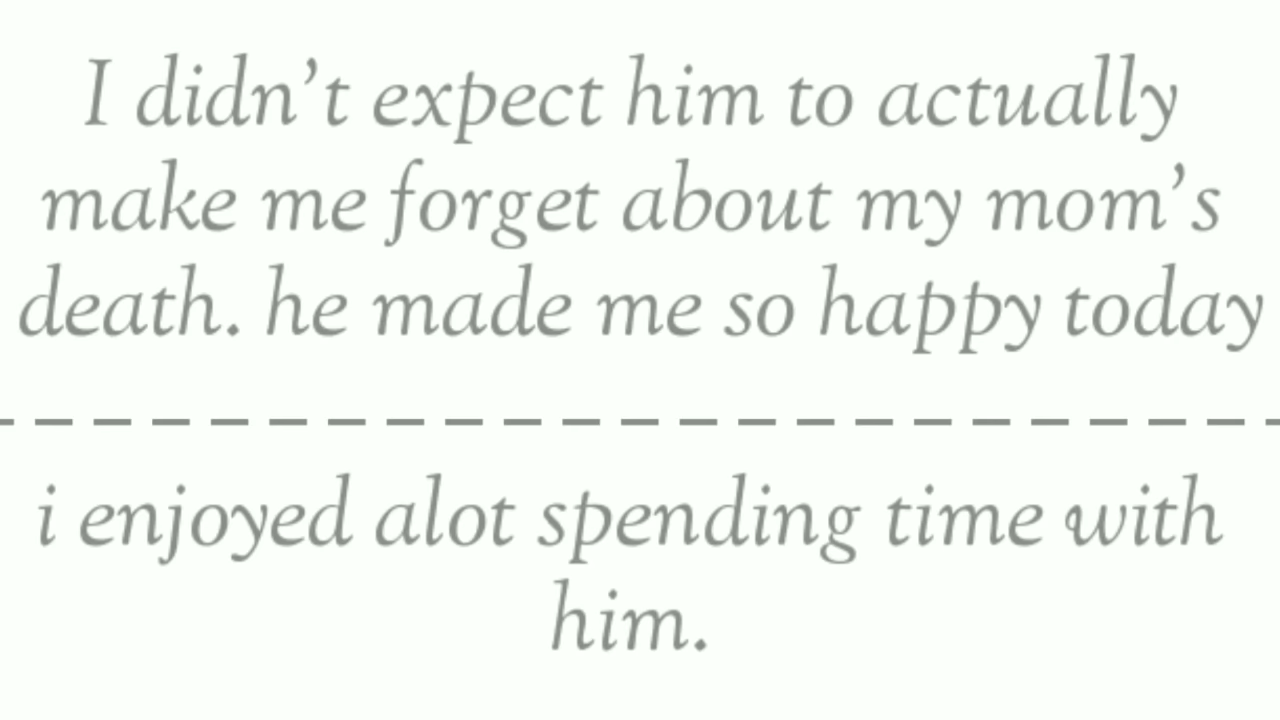 I didn’t expect him to actually
make me forget about my mom’s
death. he made me so happy today
i enjoyed alot spending time with
him.